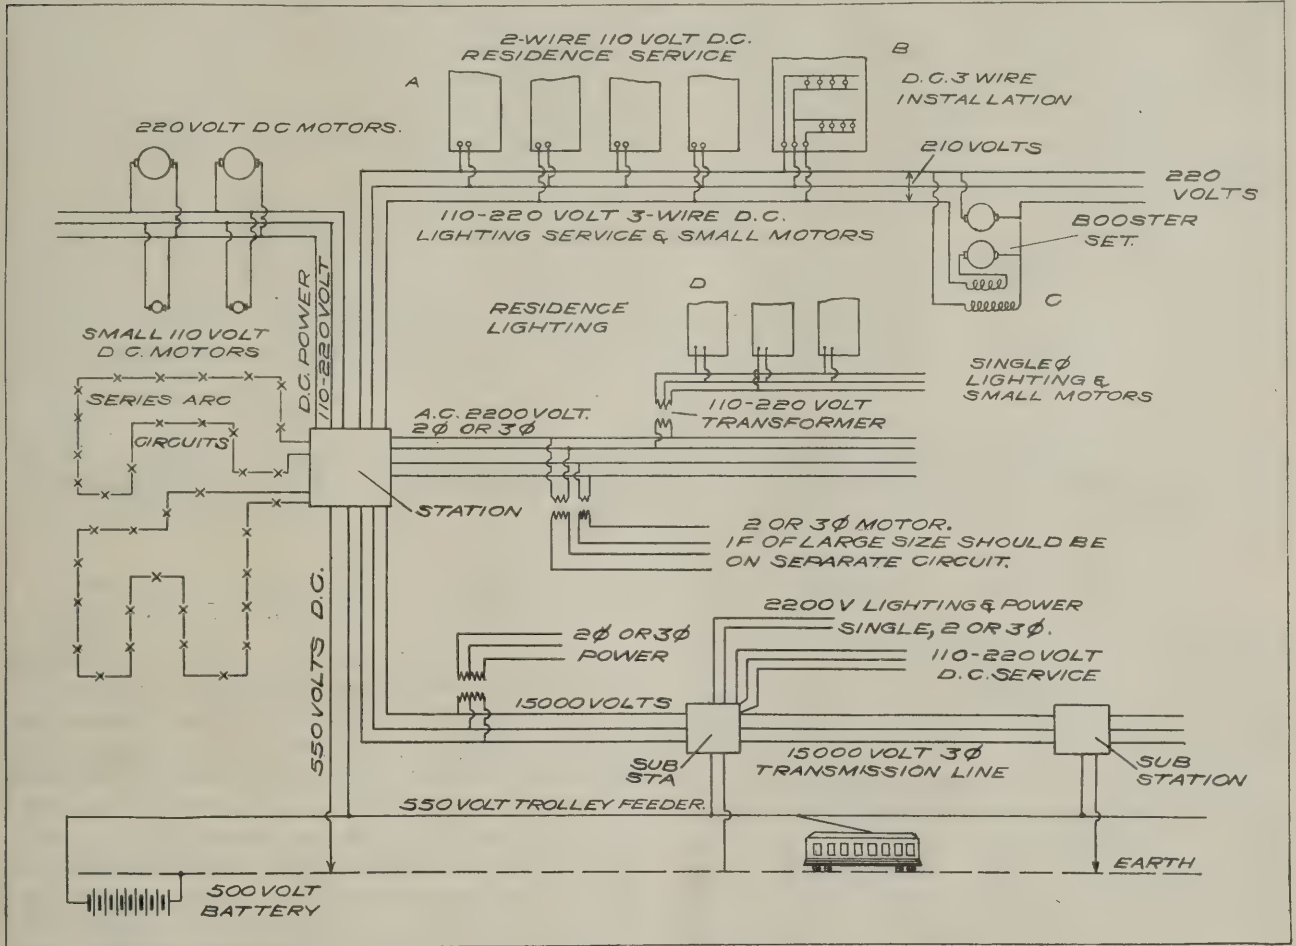 2-WIRE 110 VOLT D.C.
RESIDENCE SERVICE
A
B
D.C. 3 WIRE
INSTALLATION
220 VOLT DC MOTORS.
210 VOLTS
220
VOLTS
110-220 VOLT 3-WIRE D.C.
LIGHTING SERVICE & SMALL MOTORS
BOOSTER
SET.
C
D.C. POWER
110-220 VOLT
SMALL 110 VOLT
D C. MOTORS
RESIDENCE
LIGHTING
D
SINGLE Ø
LIGHTING &
SMALL MOTORS
SERIES ARC
CIRCUITS
A.C. 2200 VOLT.
2Ø OR 3Ø
110-220 VOLT
TRANSFORMER
STATION
2 OR 3Ø MOTOR.
IF OF LARGE SIZE SHOULD BE
ON SEPARATE CIRCUIT.
550 VOLTS D.C.
2Ø OR 3Ø
POWER
2200 V LIGHTING & POWER
SINGLE, 2 OR 3Ø.
110-220 VOLT
D.C. SERVICE
15000 VOLTS
SUB
STA
15000 VOLT 3Ø
TRANSMISSION LINE
SUB
STATION
550 VOLT TROLLEY FEEDER.
EARTH
500 VOLT
BATTERY